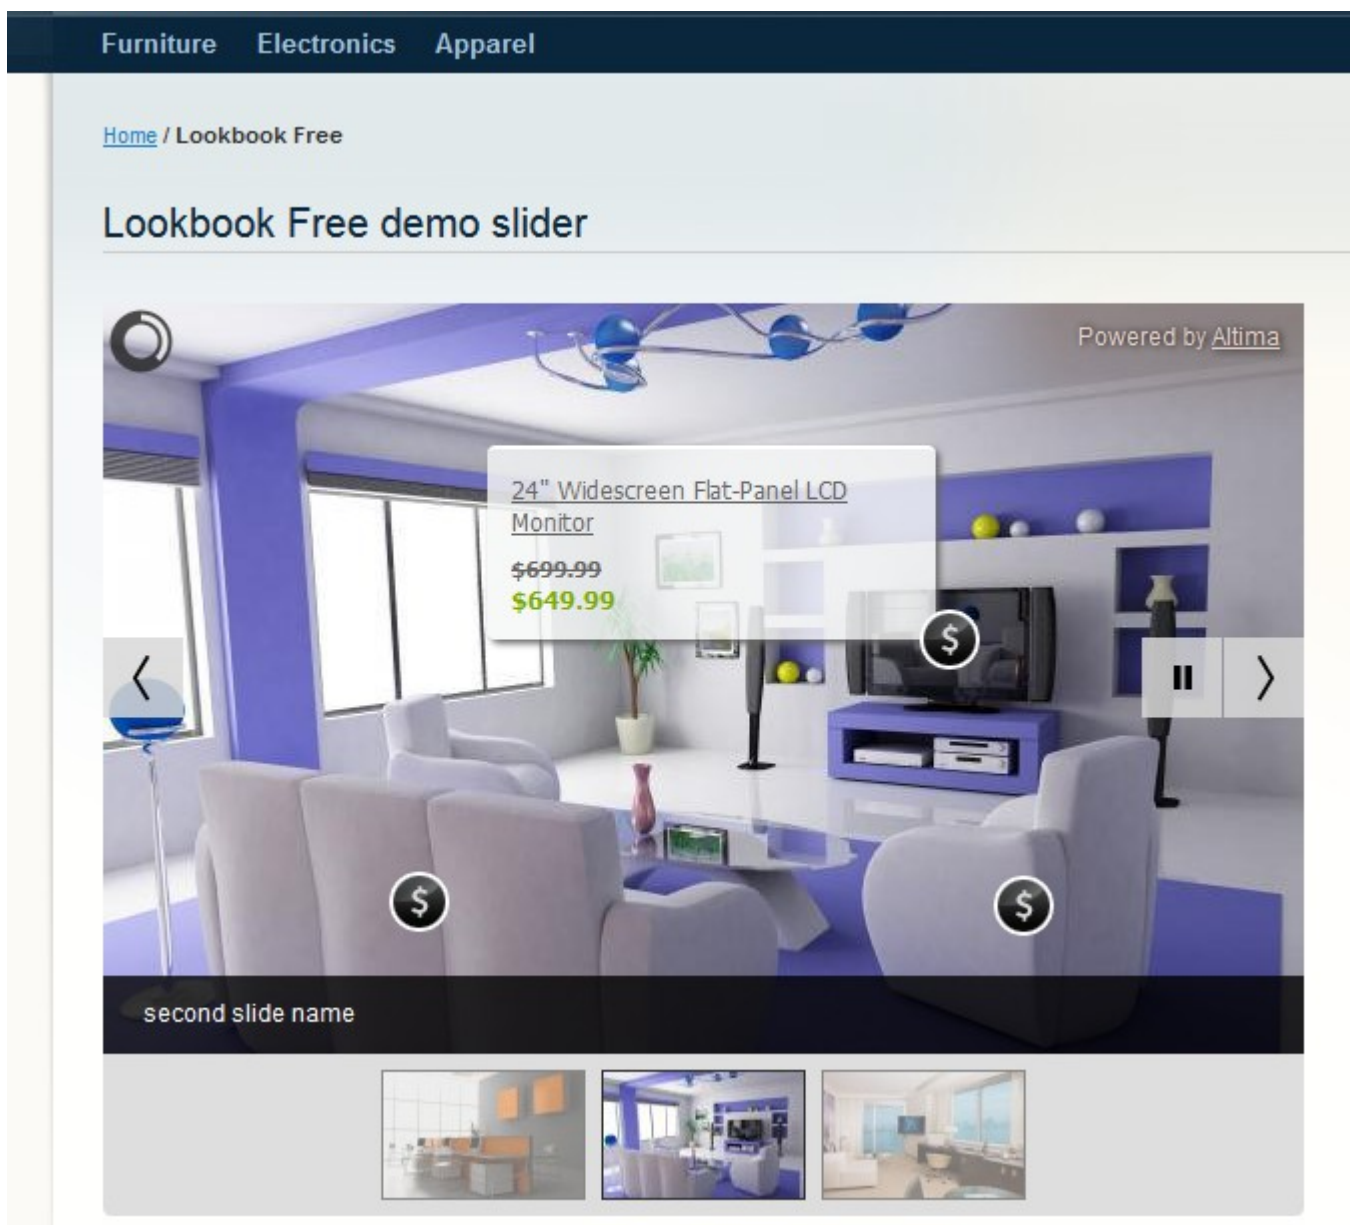 Furniture Electronics Apparel
Home / Lookbook Free
Lookbook Free demo slider
Powered by Altima
24" Widescreen Flat-Panel LCD
Monitor
$699.99
$649.99
$
$
$
second slide name